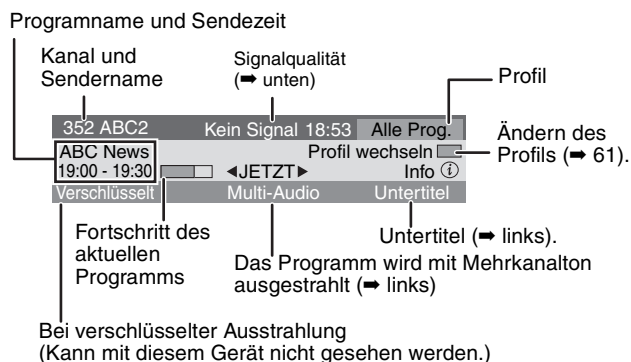 Programmname und Sendezeit
Kanal und
Sendername
Signalqualität
(➡ unten)
Profil
352 ABC2 Kein Signal 18:53 Alle Prog.
ABC News Profil wechseln
19:00 - 19:30 ◀JETZT▶ Info ⓘ
Verschlüsselt Multi-Audio Untertitel
Ändern des
Profils (➡ 61).
Fortschritt des
aktuellen
Programms
Untertitel (➡ links).
Das Programm wird mit Mehrkanalton
ausgestrahlt (➡ links)
Bei verschlüsselter Ausstrahlung
(Kann mit diesem Gerät nicht gesehen werden.)